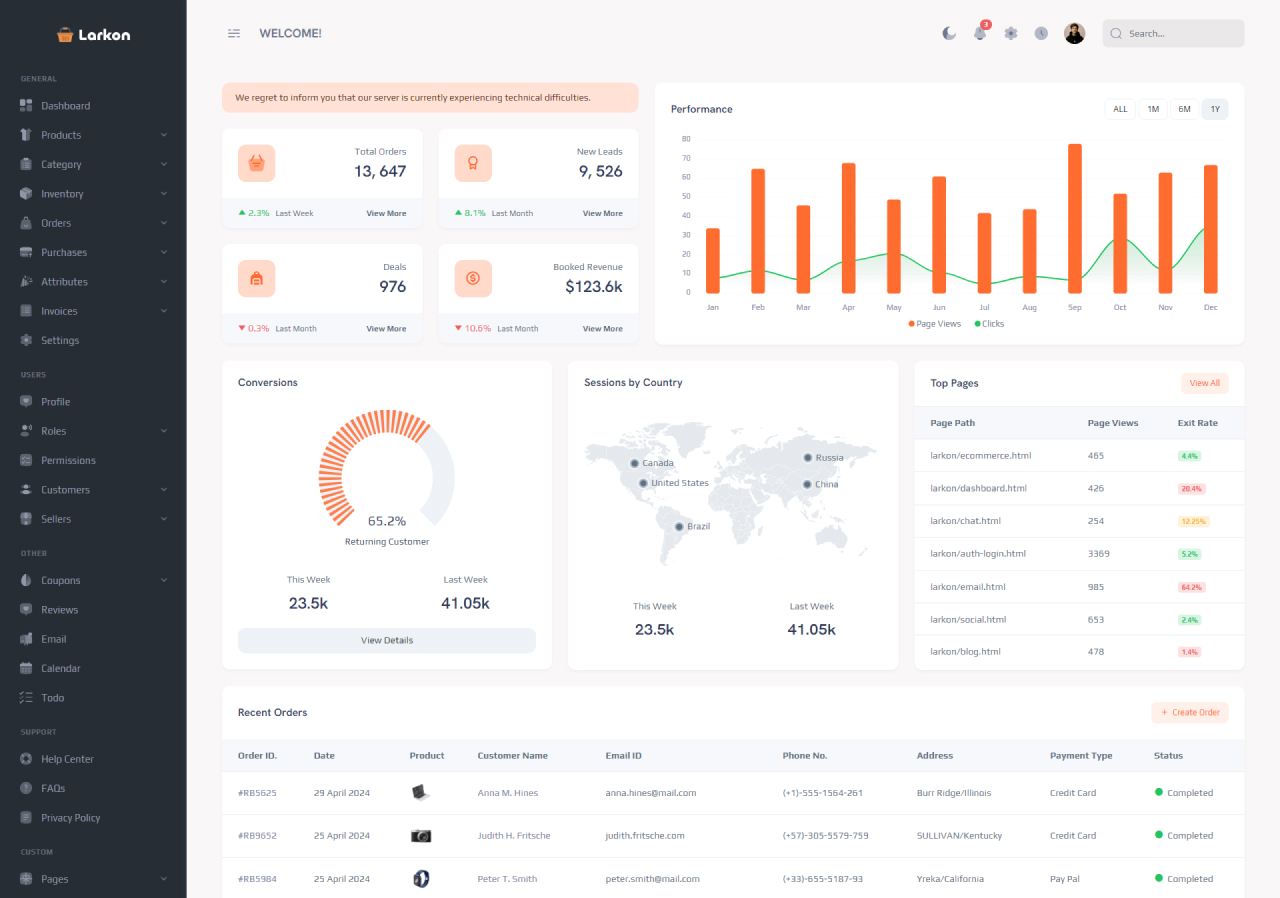 Larkon
GENERAL
Dashboard
Products
Category
Inventory
Orders
Purchases
Attributes
Invoices
Settings
USERS
Profile
Roles
Permissions
Customers
Sellers
OTHER
Coupons
Reviews
Email
Calendar
Todo
SUPPORT
Help Center
FAQs
Privacy Policy
CUSTOM
Pages
WELCOME!
3
Search...
We regret to inform you that our server is currently experiencing technical difficulties.
Total Orders
13, 647
2.3% Last Week View More
New Leads
9, 526
8.1% Last Month View More
Deals
976
0.3% Last Month View More
Booked Revenue
$123.6k
10.6% Last Month View More
Performance
ALL 1M 6M 1Y
80
70
60
50
40
30
20
10
0
Jan Feb Mar Apr May Jun Jul Aug Sep Oct Nov Dec
Page Views Clicks
Conversions
65.2%
Returning Customer
This Week Last Week
23.5k 41.05k
View Details
Sessions by Country
Canada
Russia
United States
China
Brazil
This Week Last Week
23.5k 41.05k
Top Pages View All
Page Path Page Views Exit Rate
larkon/ecommerce.html 465 4.4%
larkon/dashboard.html 426 20.4%
larkon/chat.html 254 12.25%
larkon/auth-login.html 3369 5.2%
larkon/email.html 985 64.2%
larkon/social.html 653 2.4%
larkon/blog.html 478 1.4%
Recent Orders + Create Order
Order ID. Date Product Customer Name Email ID Phone No. Address Payment Type Status
#RB5625 29 April 2024 Anna M. Hines anna.hines@mail.com (+1)-555-1564-261 Burr Ridge/Illinois Credit Card Completed
#RB9652 25 April 2024 Judith H. Fritsche judith.fritsche.com (+57)-305-5579-759 SULLIVAN/Kentucky Credit Card Completed
#RB5984 25 April 2024 Peter T. Smith peter.smith@mail.com (+33)-655-5187-93 Yreka/California Pay Pal Completed